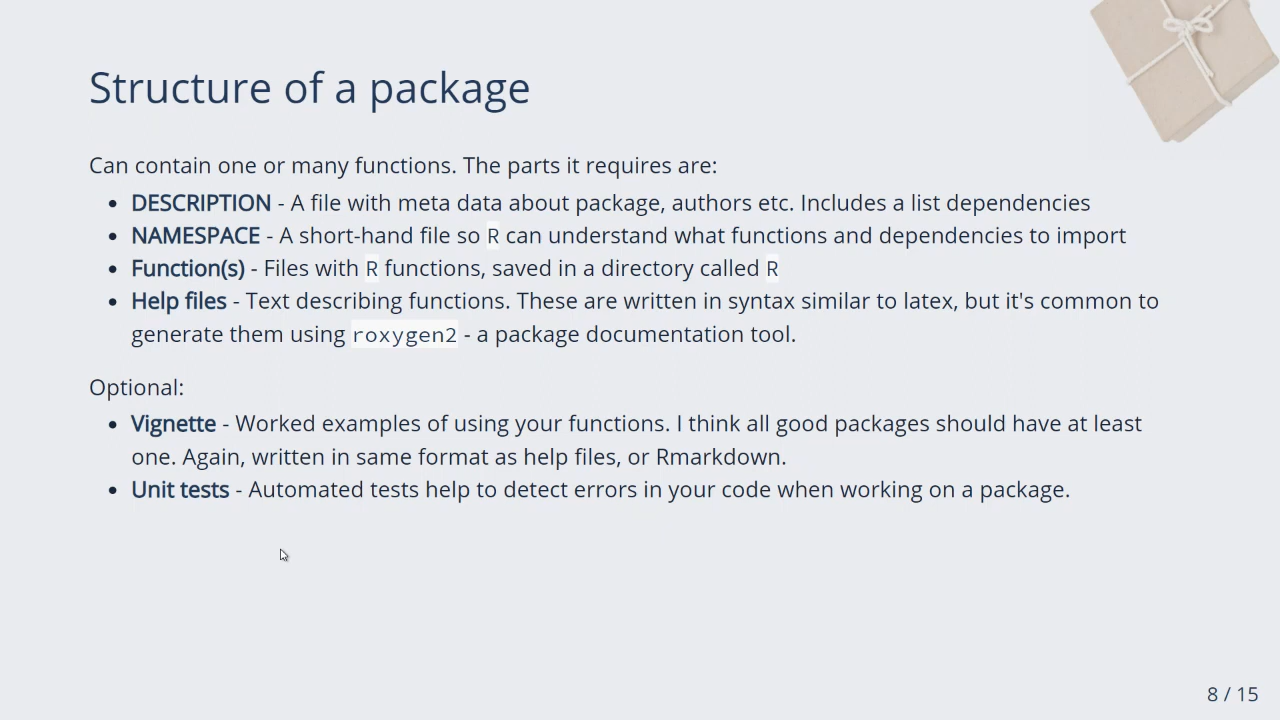 Structure of a package
Can contain one or many functions. The parts it requires are:
DESCRIPTION - A file with meta data about package, authors etc. Includes a list dependencies
NAMESPACE - A short-hand file so R can understand what functions and dependencies to import
Function(s) - Files with R functions, saved in a directory called R
Help files - Text describing functions. These are written in syntax similar to latex, but it's common to
generate them using roxygen2 - a package documentation tool.
Optional:
Vignette - Worked examples of using your functions. I think all good packages should have at least
one. Again, written in same format as help files, or Rmarkdown.
Unit tests - Automated tests help to detect errors in your code when working on a package.
8 / 15